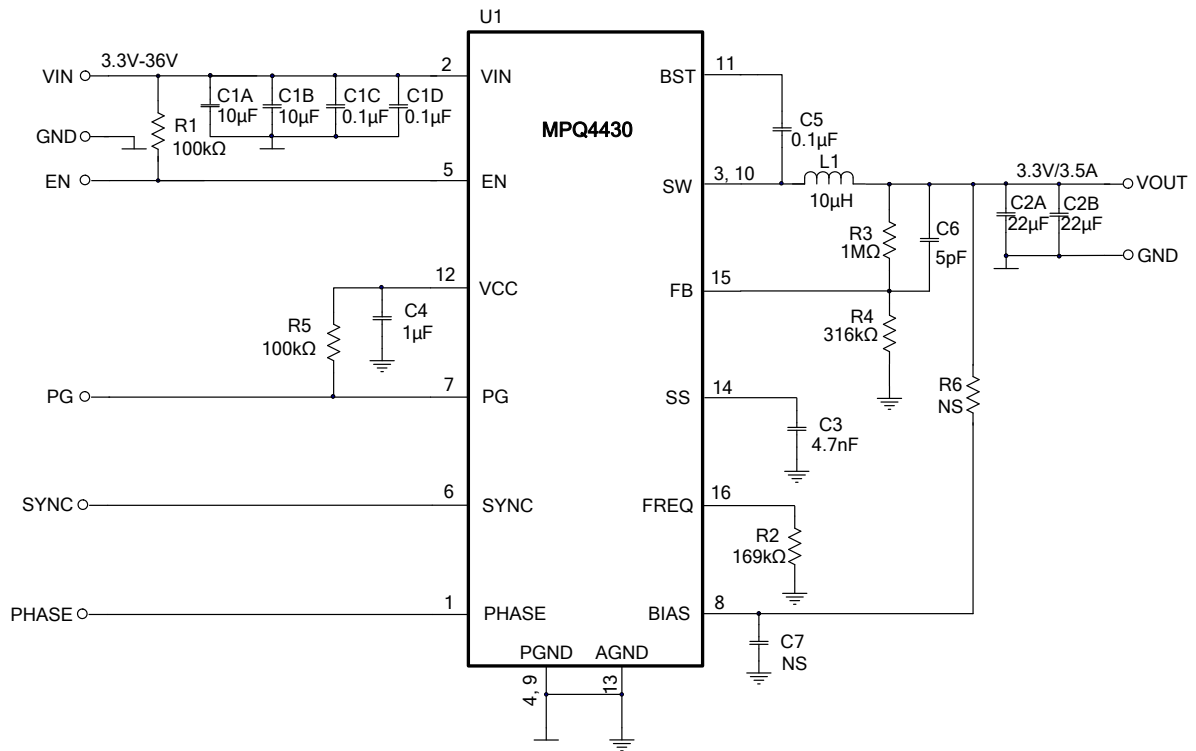 U1
3.3V-36V
VIN
2
VIN
C1A
10µF
C1B
10µF
C1C
0.1µF
C1D
0.1µF
GND
R1
100kΩ
EN
5
EN
MPQ4430
BST
11
C5
0.1µF
SW
3, 10
L1
10µH
3.3V/3.5A
VOUT
R3
1MΩ
C6
5pF
C2A
22µF
C2B
22µF
GND
12
VCC
R5
100kΩ
C4
1µF
FB
15
R4
316kΩ
R6
NS
PG
7
PG
SS
14
C3
4.7nF
SYNC
6
SYNC
FREQ
16
R2
169kΩ
PHASE
1
PHASE
BIAS
8
C7
NS
PGND
AGND
4, 9
13